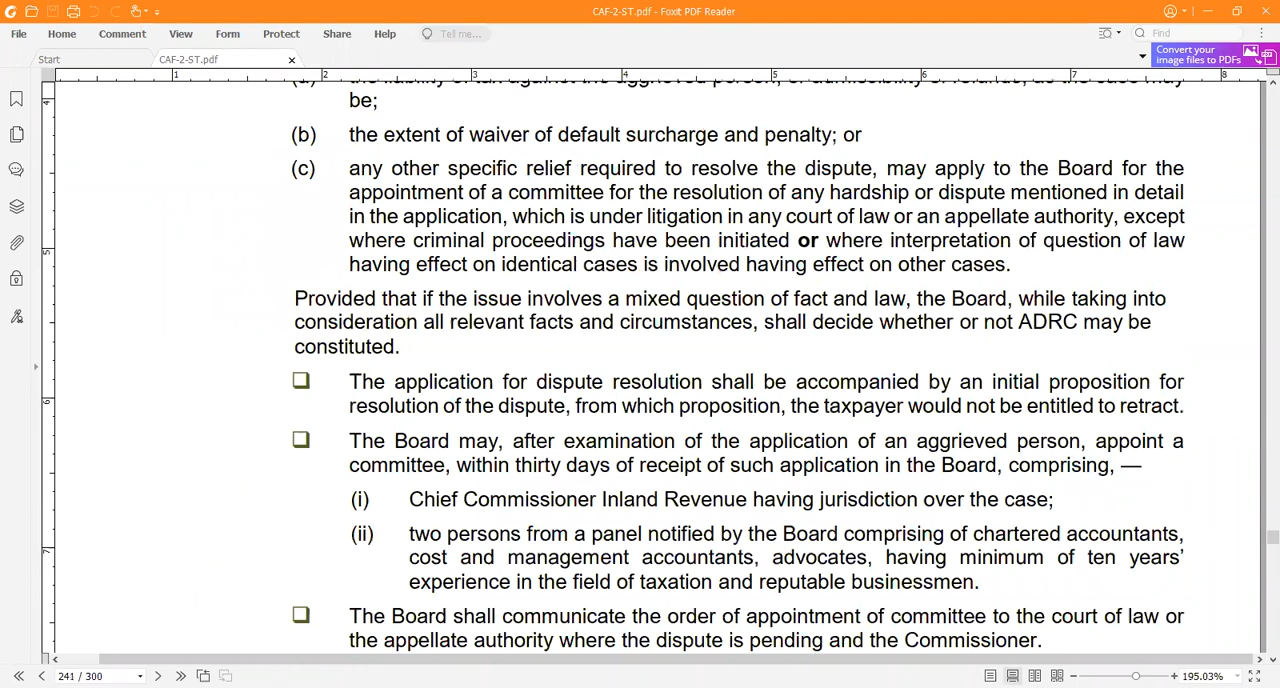 CAF-2-ST.pdf - Foxit PDF Reader
File Home Comment View Form Protect Share Help Tell me... Find
Start CAF-2-ST.pdf
Convert your
image files to PDFs
1 2 3 4 5 6 7 8
be;
(b) the extent of waiver of default surcharge and penalty; or
(c) any other specific relief required to resolve the dispute, may apply to the Board for the
appointment of a committee for the resolution of any hardship or dispute mentioned in detail
in the application, which is under litigation in any court of law or an appellate authority, except
where criminal proceedings have been initiated or where interpretation of question of law
having effect on identical cases is involved having effect on other cases.
Provided that if the issue involves a mixed question of fact and law, the Board, while taking into
consideration all relevant facts and circumstances, shall decide whether or not ADRC may be
constituted.
The application for dispute resolution shall be accompanied by an initial proposition for
resolution of the dispute, from which proposition, the taxpayer would not be entitled to retract.
The Board may, after examination of the application of an aggrieved person, appoint a
committee, within thirty days of receipt of such application in the Board, comprising, —
(i) Chief Commissioner Inland Revenue having jurisdiction over the case;
(ii) two persons from a panel notified by the Board comprising of chartered accountants,
cost and management accountants, advocates, having minimum of ten years’
experience in the field of taxation and reputable businessmen.
The Board shall communicate the order of appointment of committee to the court of law or
the appellate authority where the dispute is pending and the Commissioner.
241 / 300 195.03%